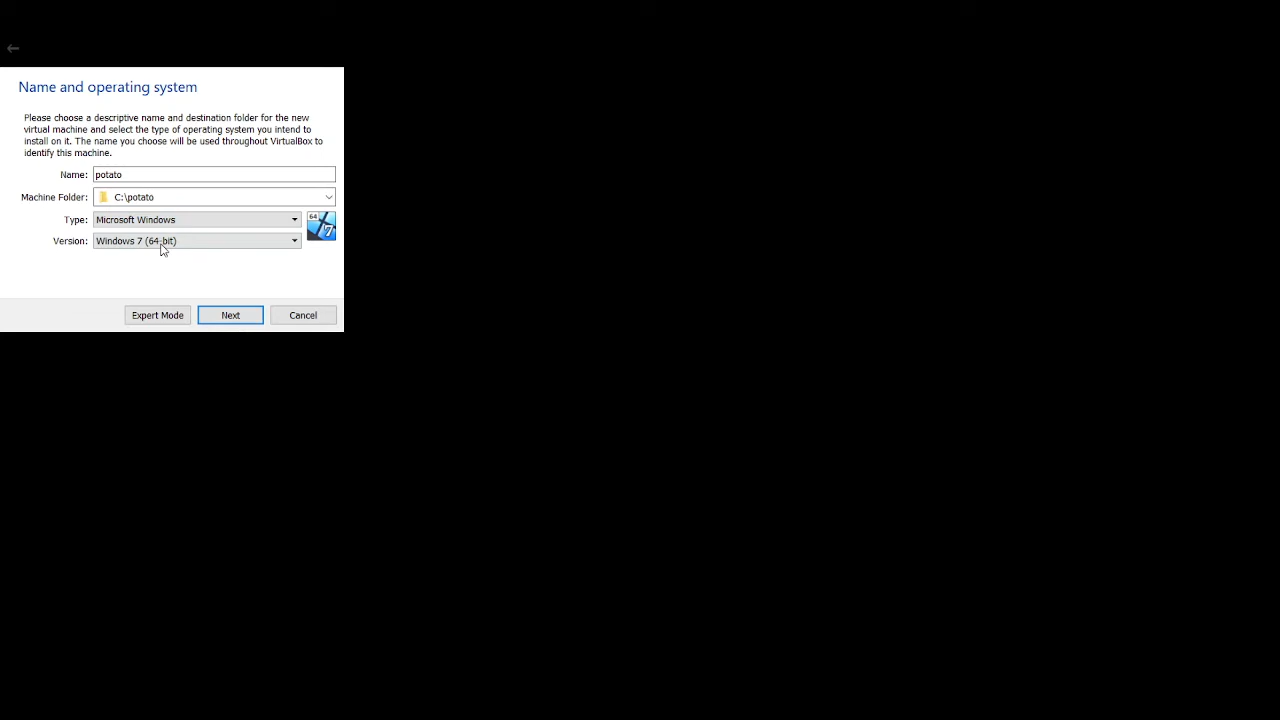 Name and operating system
Please choose a descriptive name and destination folder for the new
virtual machine and select the type of operating system you intend to
install on it. The name you choose will be used throughout VirtualBox to
identify this machine.
Name: potato
Machine Folder: C:\potato
Type: Microsoft Windows
64
7
Version: Windows 7 (64-bit)
Expert Mode Next Cancel